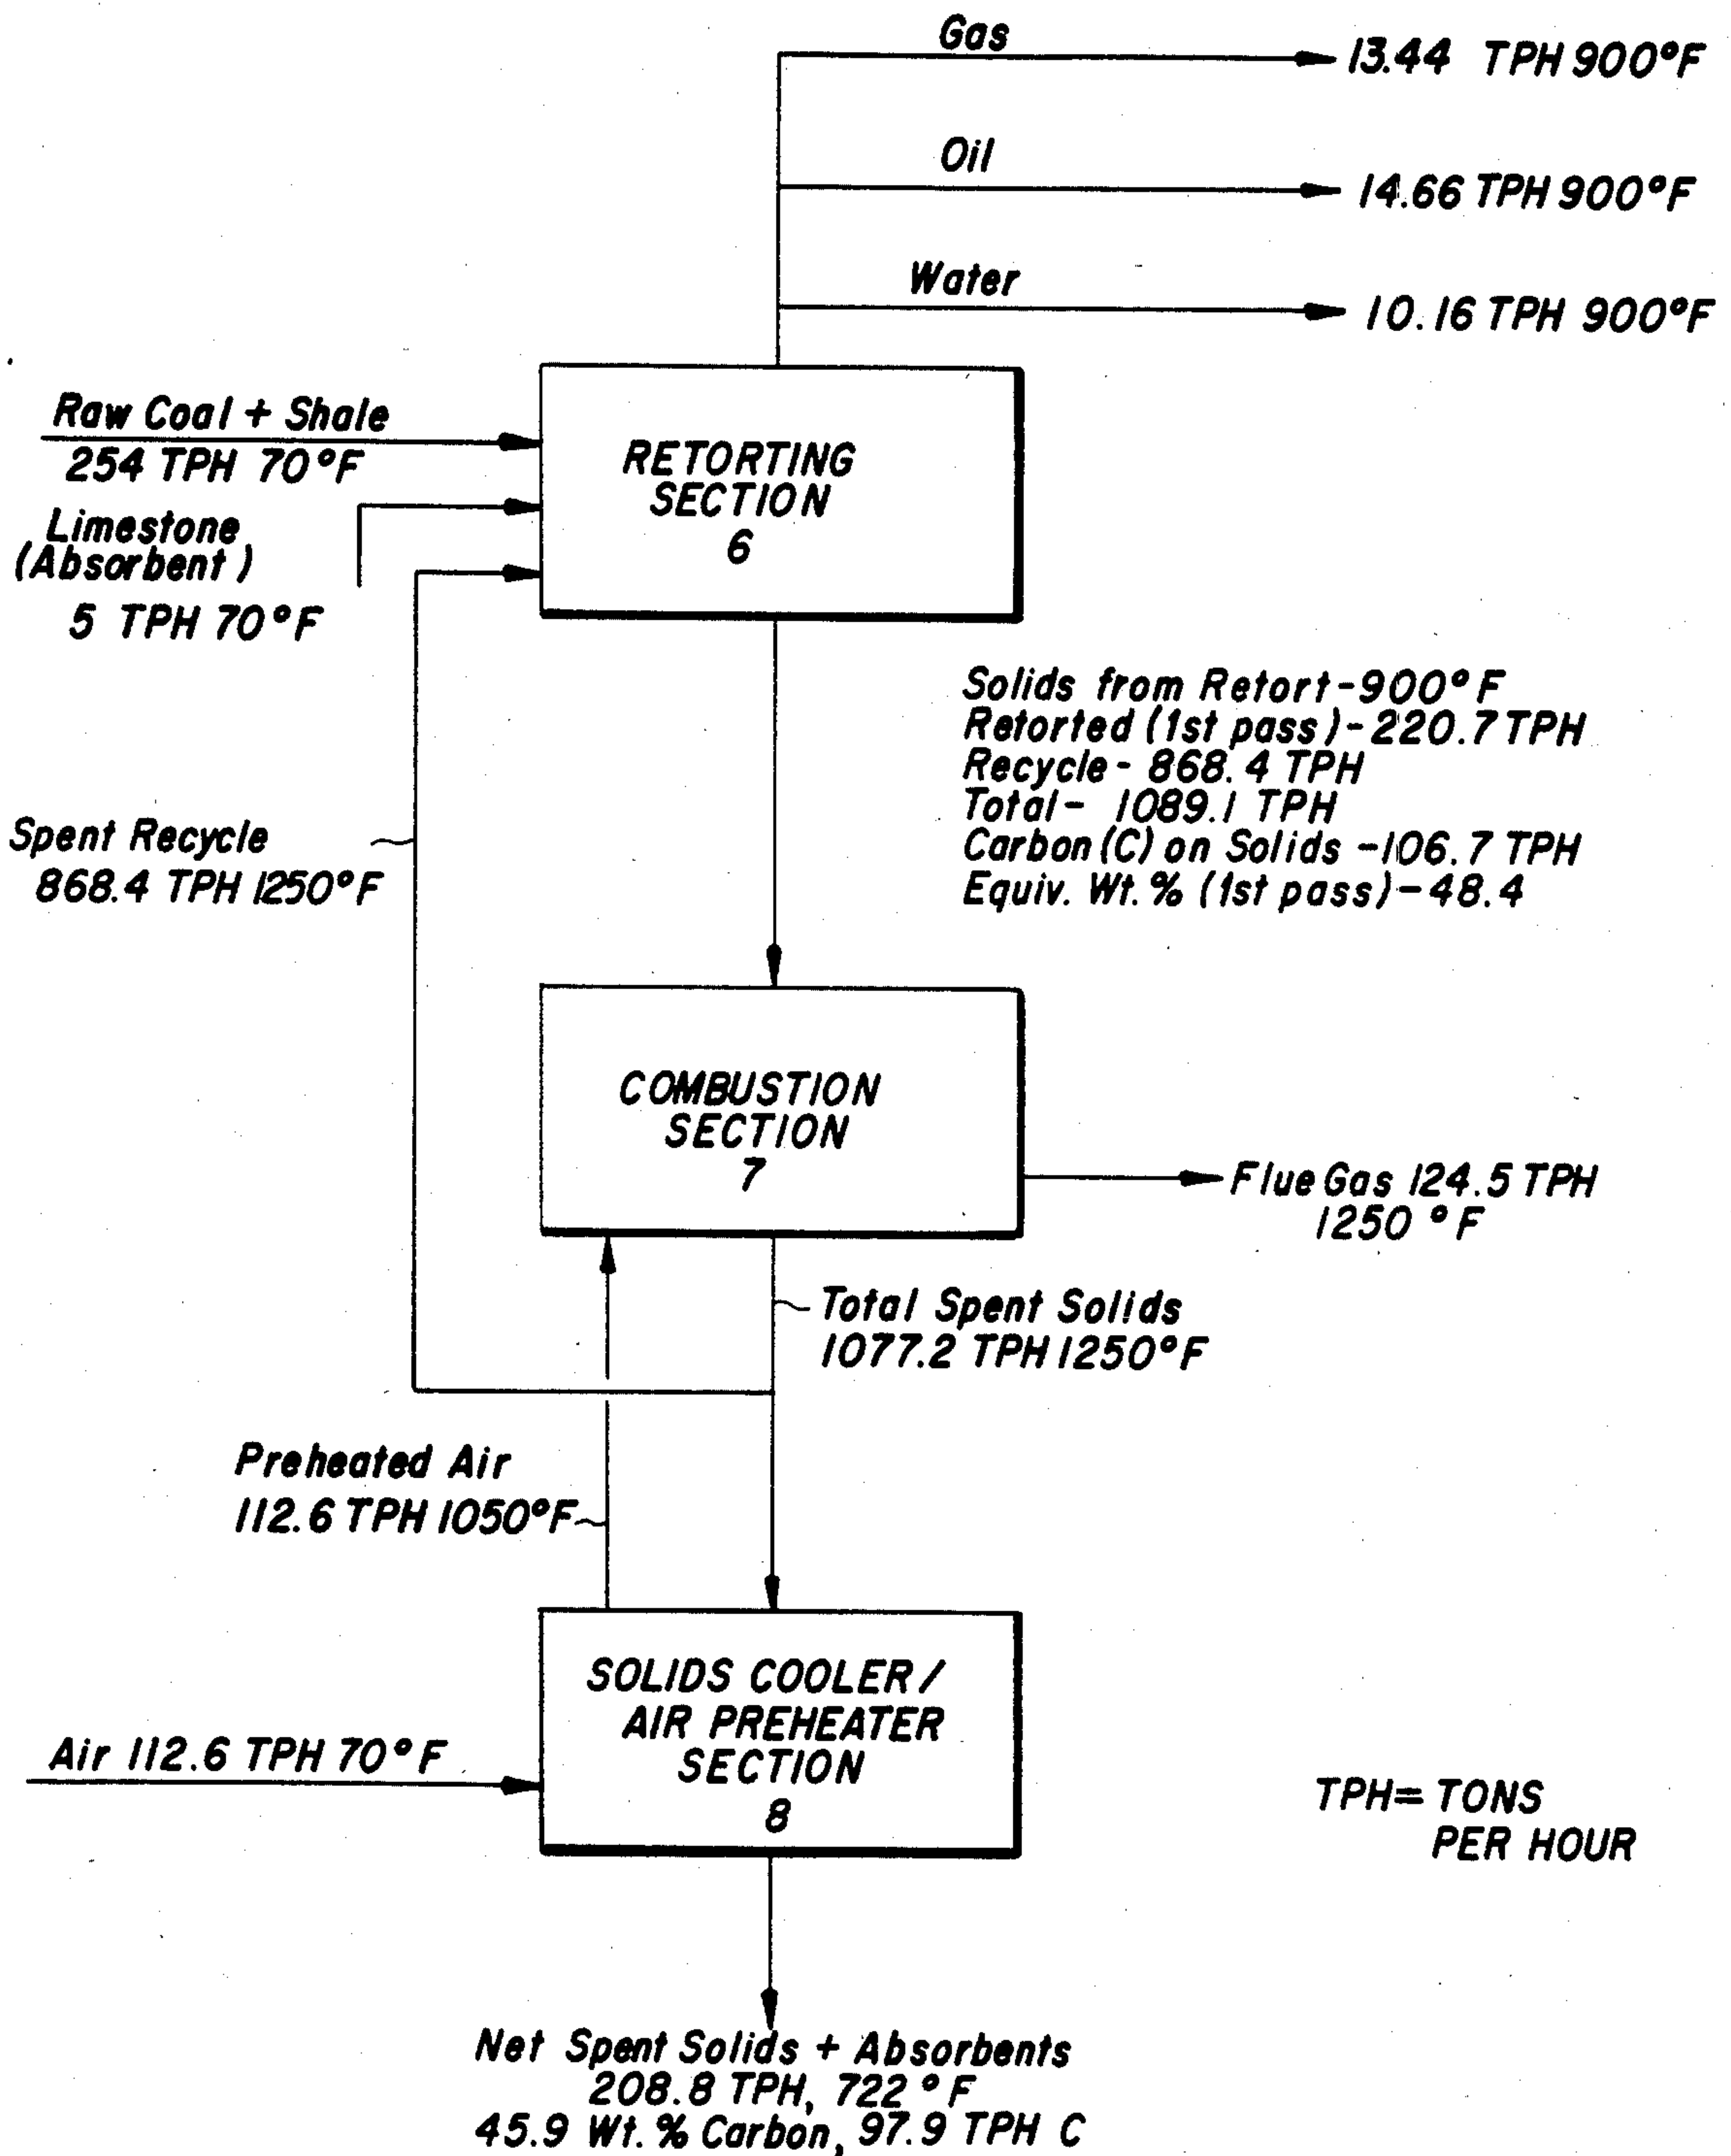 Gas
13.44 TPH 900°F
Oil
14.66 TPH 900°F
Water
10.16 TPH 900°F
Raw Coal + Shale
254 TPH 70°F
Limestone
(Absorbent)
5 TPH 70°F
RETORTING
SECTION
6
Solids from Retort-900°F
Retorted (1st pass)-220.7 TPH
Recycle- 868.4 TPH
Total- 1089.1 TPH
Carbon (C) on Solids -106.7 TPH
Equiv. Wt. % (1st pass)-48.4
Spent Recycle
868.4 TPH 1250°F
COMBUSTION
SECTION
7
Flue Gas 124.5 TPH
1250 °F
Total Spent Solids
1077.2 TPH 1250°F
Preheated Air
112.6 TPH 1050°F
SOLIDS COOLER/
AIR PREHEATER
SECTION
8
Air 112.6 TPH 70°F
TPH= TONS
PER HOUR
Net Spent Solids + Absorbents
208.8 TPH, 722°F
45.9 Wt. % Carbon, 97.9 TPH C